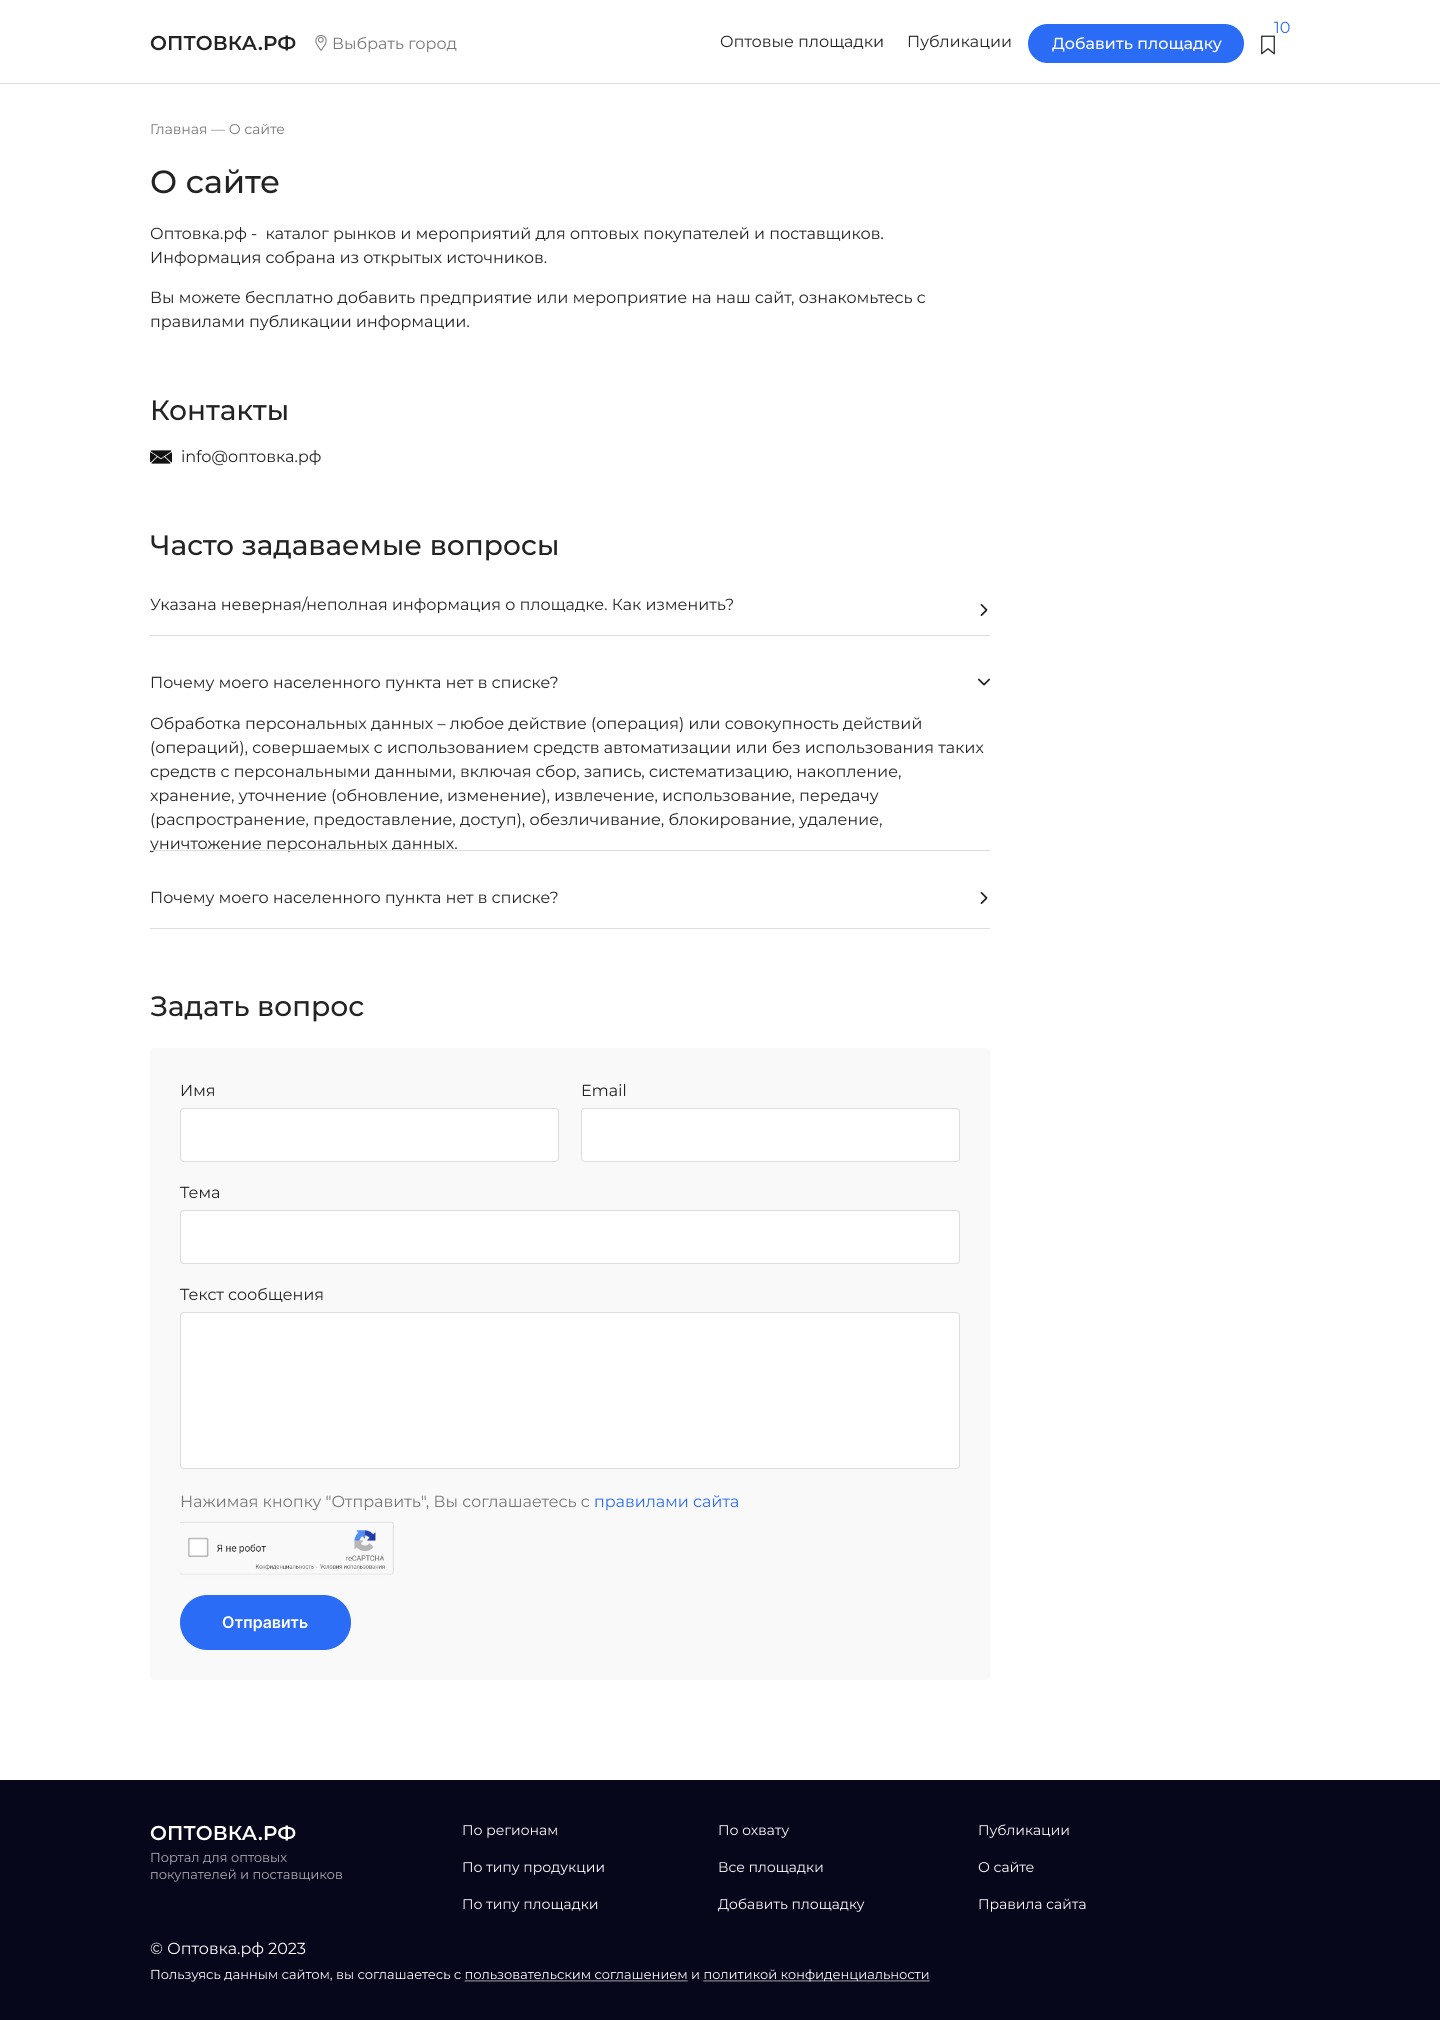 ОПТОВКА.РФ
Выбрать город
Оптовые площадки
Публикации
Добавить площадку
10
Главная — О сайте
О сайте
Оптовка.рф - каталог рынков и мероприятий для оптовых покупателей и поставщиков.
Информация собрана из открытых источников.
Вы можете бесплатно добавить предприятие или мероприятие на наш сайт, ознакомьтесь с
правилами публикации информации.
Контакты
info@оптовка.рф
Часто задаваемые вопросы
Указана неверная/неполная информация о площадке. Как изменить?
Почему моего населенного пункта нет в списке?
Обработка персональных данных – любое действие (операция) или совокупность действий
(операций), совершаемых с использованием средств автоматизации или без использования таких
средств с персональными данными, включая сбор, запись, систематизацию, накопление,
хранение, уточнение (обновление, изменение), извлечение, использование, передачу
(распространение, предоставление, доступ), обезличивание, блокирование, удаление,
уничтожение персональных данных.
Почему моего населенного пункта нет в списке?
Задать вопрос
Имя
Email
Тема
Текст сообщения
Нажимая кнопку "Отправить", Вы соглашаетесь с правилами сайта
Я не робот
reCAPTCHA
Конфиденциальность - Условия использования
Отправить
ОПТОВКА.РФ
Портал для оптовых
покупателей и поставщиков
По регионам
По типу продукции
По типу площадки
По охвату
Все площадки
Добавить площадку
Публикации
О сайте
Правила сайта
© Оптовка.рф 2023
Пользуясь данным сайтом, вы соглашаетесь с пользовательским соглашением и политикой конфиденциальности